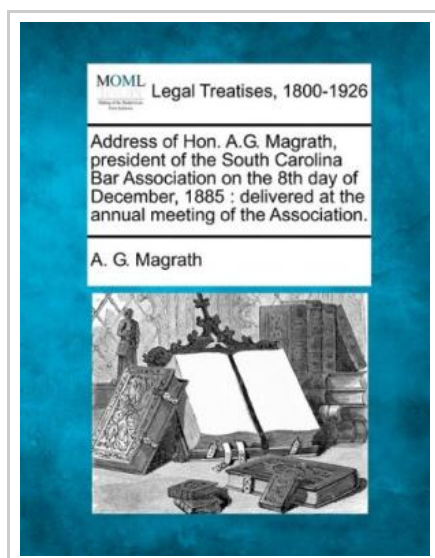 MOML
Legal Treatises, 1800-1926
Address of Hon. A.G. Magrath,
president of the South Carolina
Bar Association on the 8th day of
December, 1885 : delivered at the
annual meeting of the Association.
A. G. Magrath